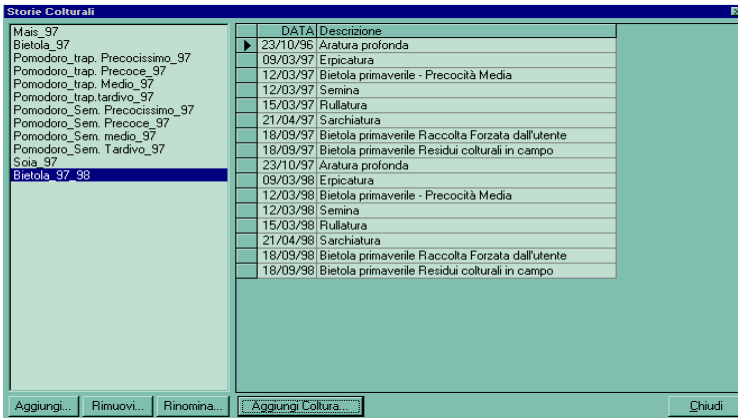 Storie Colturali
Mais_97
Bietola_97
Pomodoro_trap. Precocissimo_97
Pomodoro_trap. Precoce_97
Pomodoro_trap. Medio_97
Pomodoro_trap.tardivo_97
Pomodoro_Sem. Precocissimo_97
Pomodoro_Sem. Precoce_97
Pomodoro_Sem. medio_97
Pomodoro_Sem. Tardivo_97
Soia_97
Bietola_97_98
DATA Descrizione
23/10/96 Aratura profonda
09/03/97 Erpicatura
12/03/97 Bietola primaverile - Precocità Media
12/03/97 Semina
15/03/97 Rullatura
21/04/97 Sarchiatura
18/09/97 Bietola primaverile Raccolta Forzata dall'utente
18/09/97 Bietola primaverile Residui colturali in campo
23/10/97 Aratura profonda
09/03/98 Erpicatura
12/03/98 Bietola primaverile - Precocità Media
12/03/98 Semina
15/03/98 Rullatura
21/04/98 Sarchiatura
18/09/98 Bietola primaverile Raccolta Forzata dall'utente
18/09/98 Bietola primaverile Residui colturali in campo
Aggiungi... Rimuovi... Rinomina... Aggiungi Coltura... Chiudi